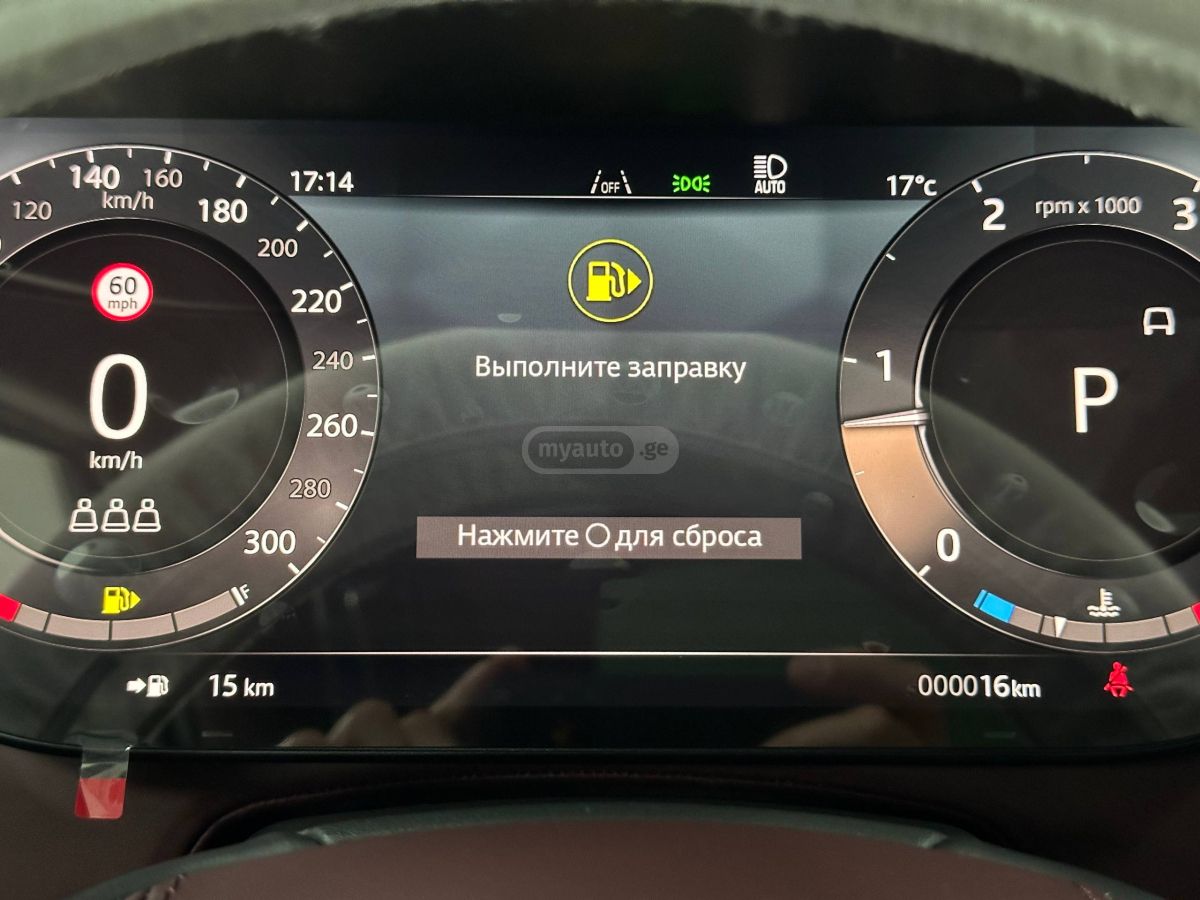 17:14
OFF
AUTO
17°c
120
140
160
km/h
180
200
220
240
260
280
300
60
mph
0
km/h
F
Выполните заправку
myauto.ge
Нажмите ◯ для сброса
0
1
2
3
rpm x 1000
P
15 km
000016km